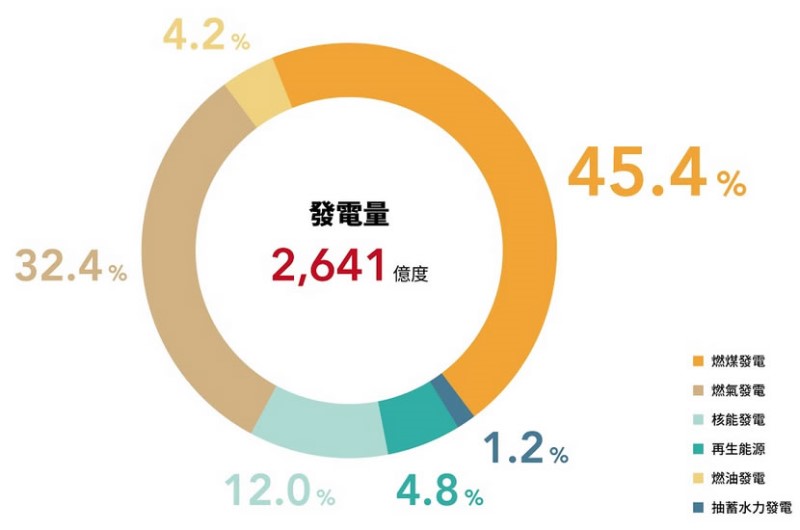 4.2%
45.4%
發電量
2,641 億度
32.4%
燃煤發電
燃氣發電
核能發電
再生能源
燃油發電
抽蓄水力發電
1.2%
12.0%
4.8%